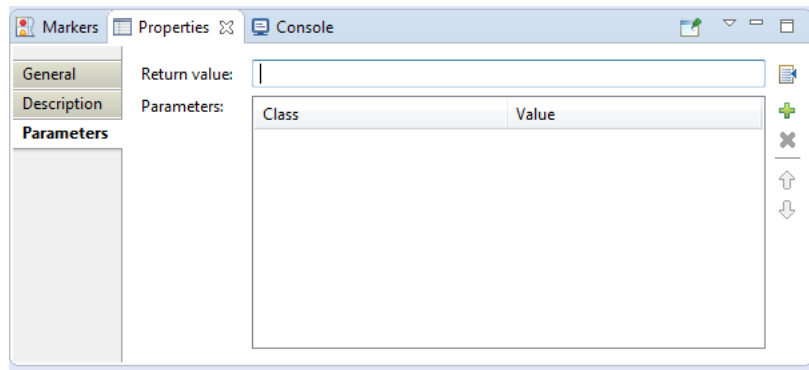 Markers Properties Console
General
Description
Parameters
Return value:
Parameters:
Class Value